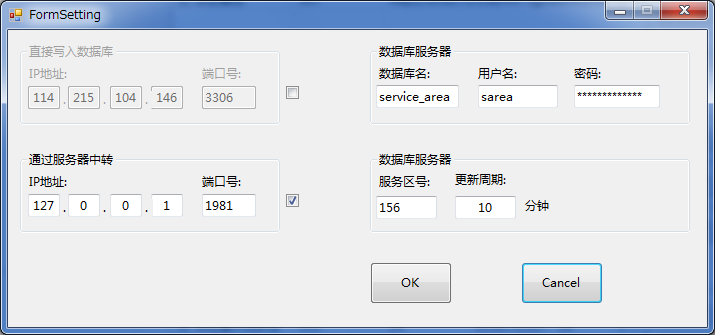 FormSetting
直接写入数据库
IP地址: 端口号:
114 . 215 . 104 . 146 3306
数据库服务器
数据库名: 用户名: 密码:
service_area sarea *************
通过服务器中转
IP地址: 端口号:
127 . 0 . 0 . 1 1981
数据库服务器
服务区号: 更新周期:
156 10 分钟
OK Cancel